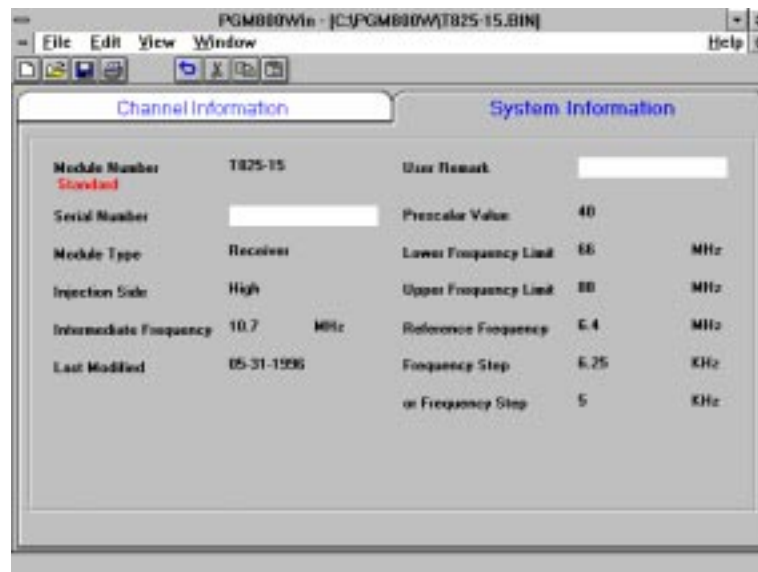 PGM800Win - [C:\PGM800W\T825-15.BIN]
File Edit View Window Help
Channel Information
System Information
Module Number T825-15
Standard
User Remark
Serial Number
Prescalar Value 40
Module Type Receiver
Lower Frequency Limit 66 MHz
Injection Side High
Upper Frequency Limit 88 MHz
Intermediate Frequency 10.7 MHz
Reference Frequency 6.4 MHz
Last Modified 05-31-1996
Frequency Step 6.25 KHz
or Frequency Step 5 KHz